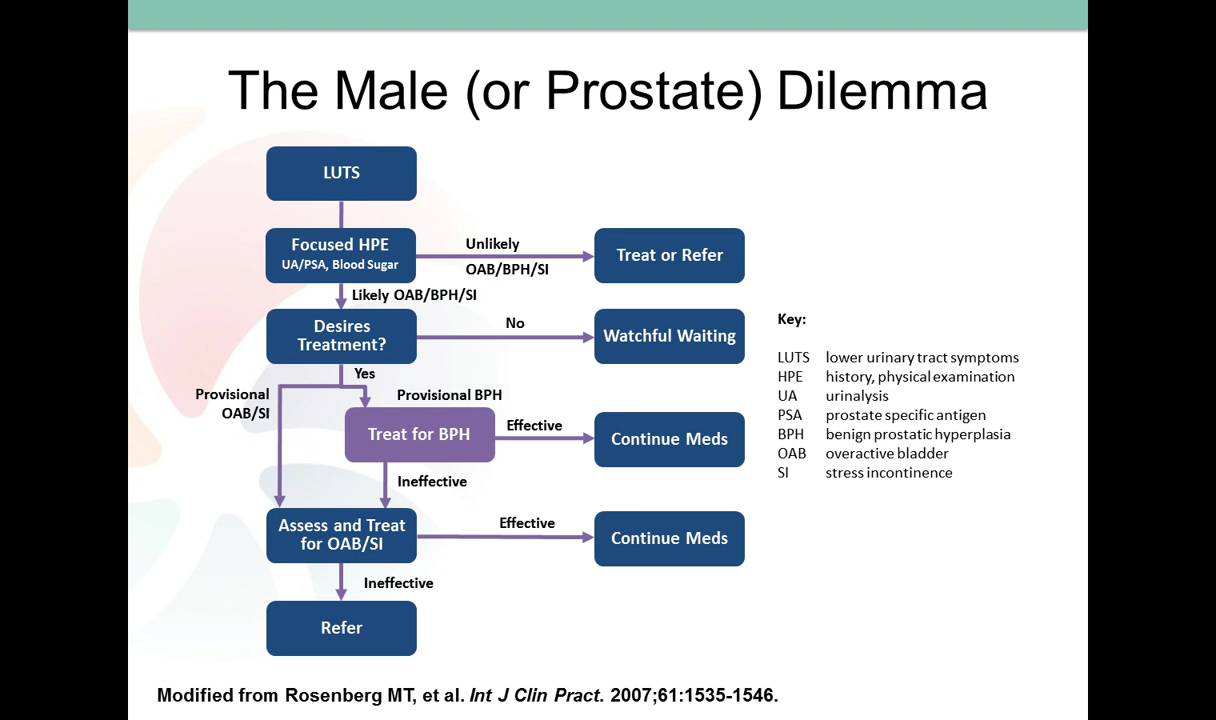 The Male (or Prostate) Dilemma
LUTS
Focused HPE
UA/PSA, Blood Sugar
Unlikely
OAB/BPH/SI
Treat or Refer
Likely OAB/BPH/SI
Desires
Treatment?
No
Watchful Waiting
Yes
Provisional
OAB/SI
Provisional BPH
Treat for BPH
Effective
Continue Meds
Ineffective
Assess and Treat
for OAB/SI
Effective
Continue Meds
Ineffective
Refer
Key:
LUTS lower urinary tract symptoms
HPE history, physical examination
UA urinalysis
PSA prostate specific antigen
BPH benign prostatic hyperplasia
OAB overactive bladder
SI stress incontinence
Modified from Rosenberg MT, et al. Int J Clin Pract. 2007;61:1535-1546.